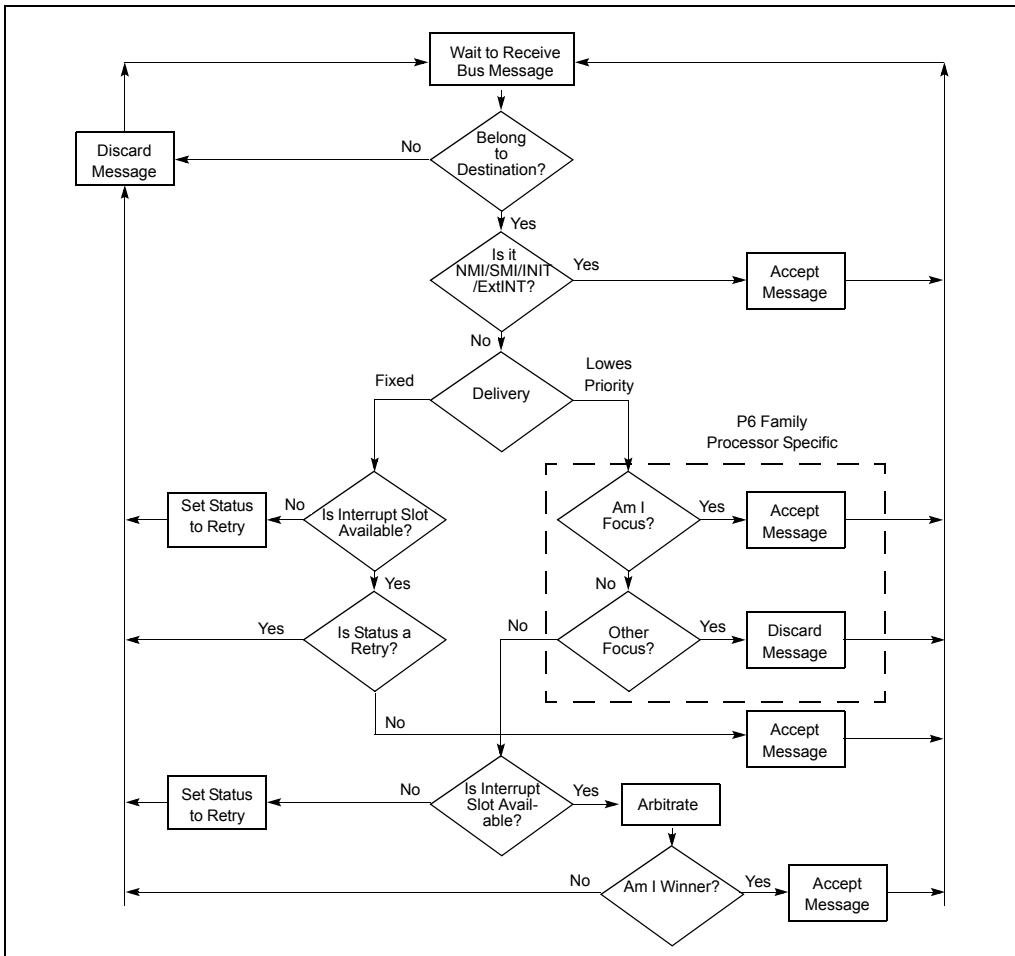 Wait to Receive
Bus Message
Belong
to
Destination?
No
Discard
Message
Yes
Is it
NMI/SMI/INIT
/ExtINT?
Yes
Accept
Message
No
Delivery
Fixed
Lowes
Priority
P6 Family
Processor Specific
Set Status
to Retry
No
Is Interrupt Slot
Available?
Am I
Focus?
Yes
Accept
Message
Yes
No
Yes
Is Status a
Retry?
No
Other
Focus?
Yes
Discard
Message
No
Accept
Message
Set Status
to Retry
No
Is Interrupt
Slot Avail-
able?
Yes
Arbitrate
No
Am I Winner?
Yes
Accept
Message